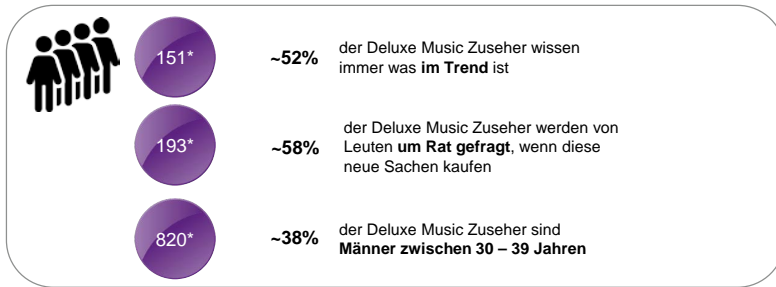 151*
~52%
der Deluxe Music Zuseher wissen
immer was im Trend ist
193*
~58%
der Deluxe Music Zuseher werden von
Leuten um Rat gefragt, wenn diese
neue Sachen kaufen
820*
~38%
der Deluxe Music Zuseher sind
Männer zwischen 30 – 39 Jahren